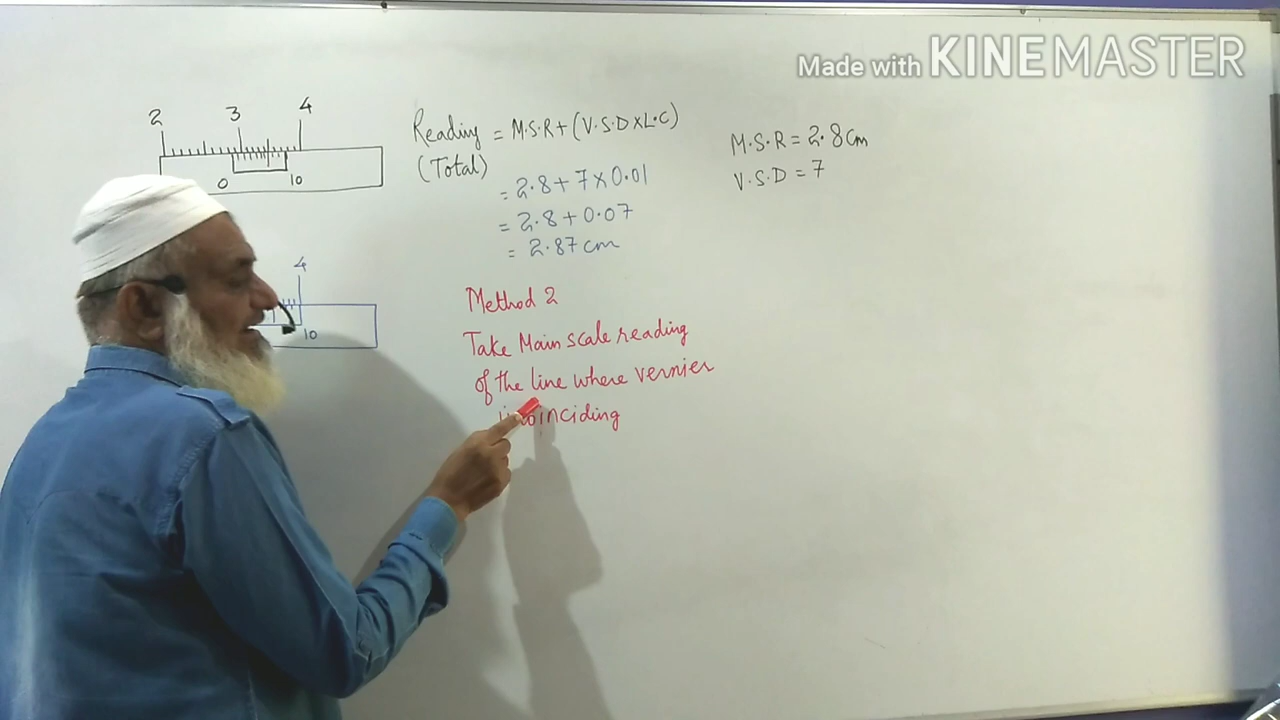 Made with KINEMASTER
2 3 4
0 10
Reading = M.S.R + (V.S.D x L.C)
(Total)
= 2.8 + 7 x 0.01
= 2.8 + 0.07
= 2.87 cm
M.S.R = 2.8 cm
V.S.D = 7
4
10
Method 2
Take Main scale reading
of the line where vernier
coinciding